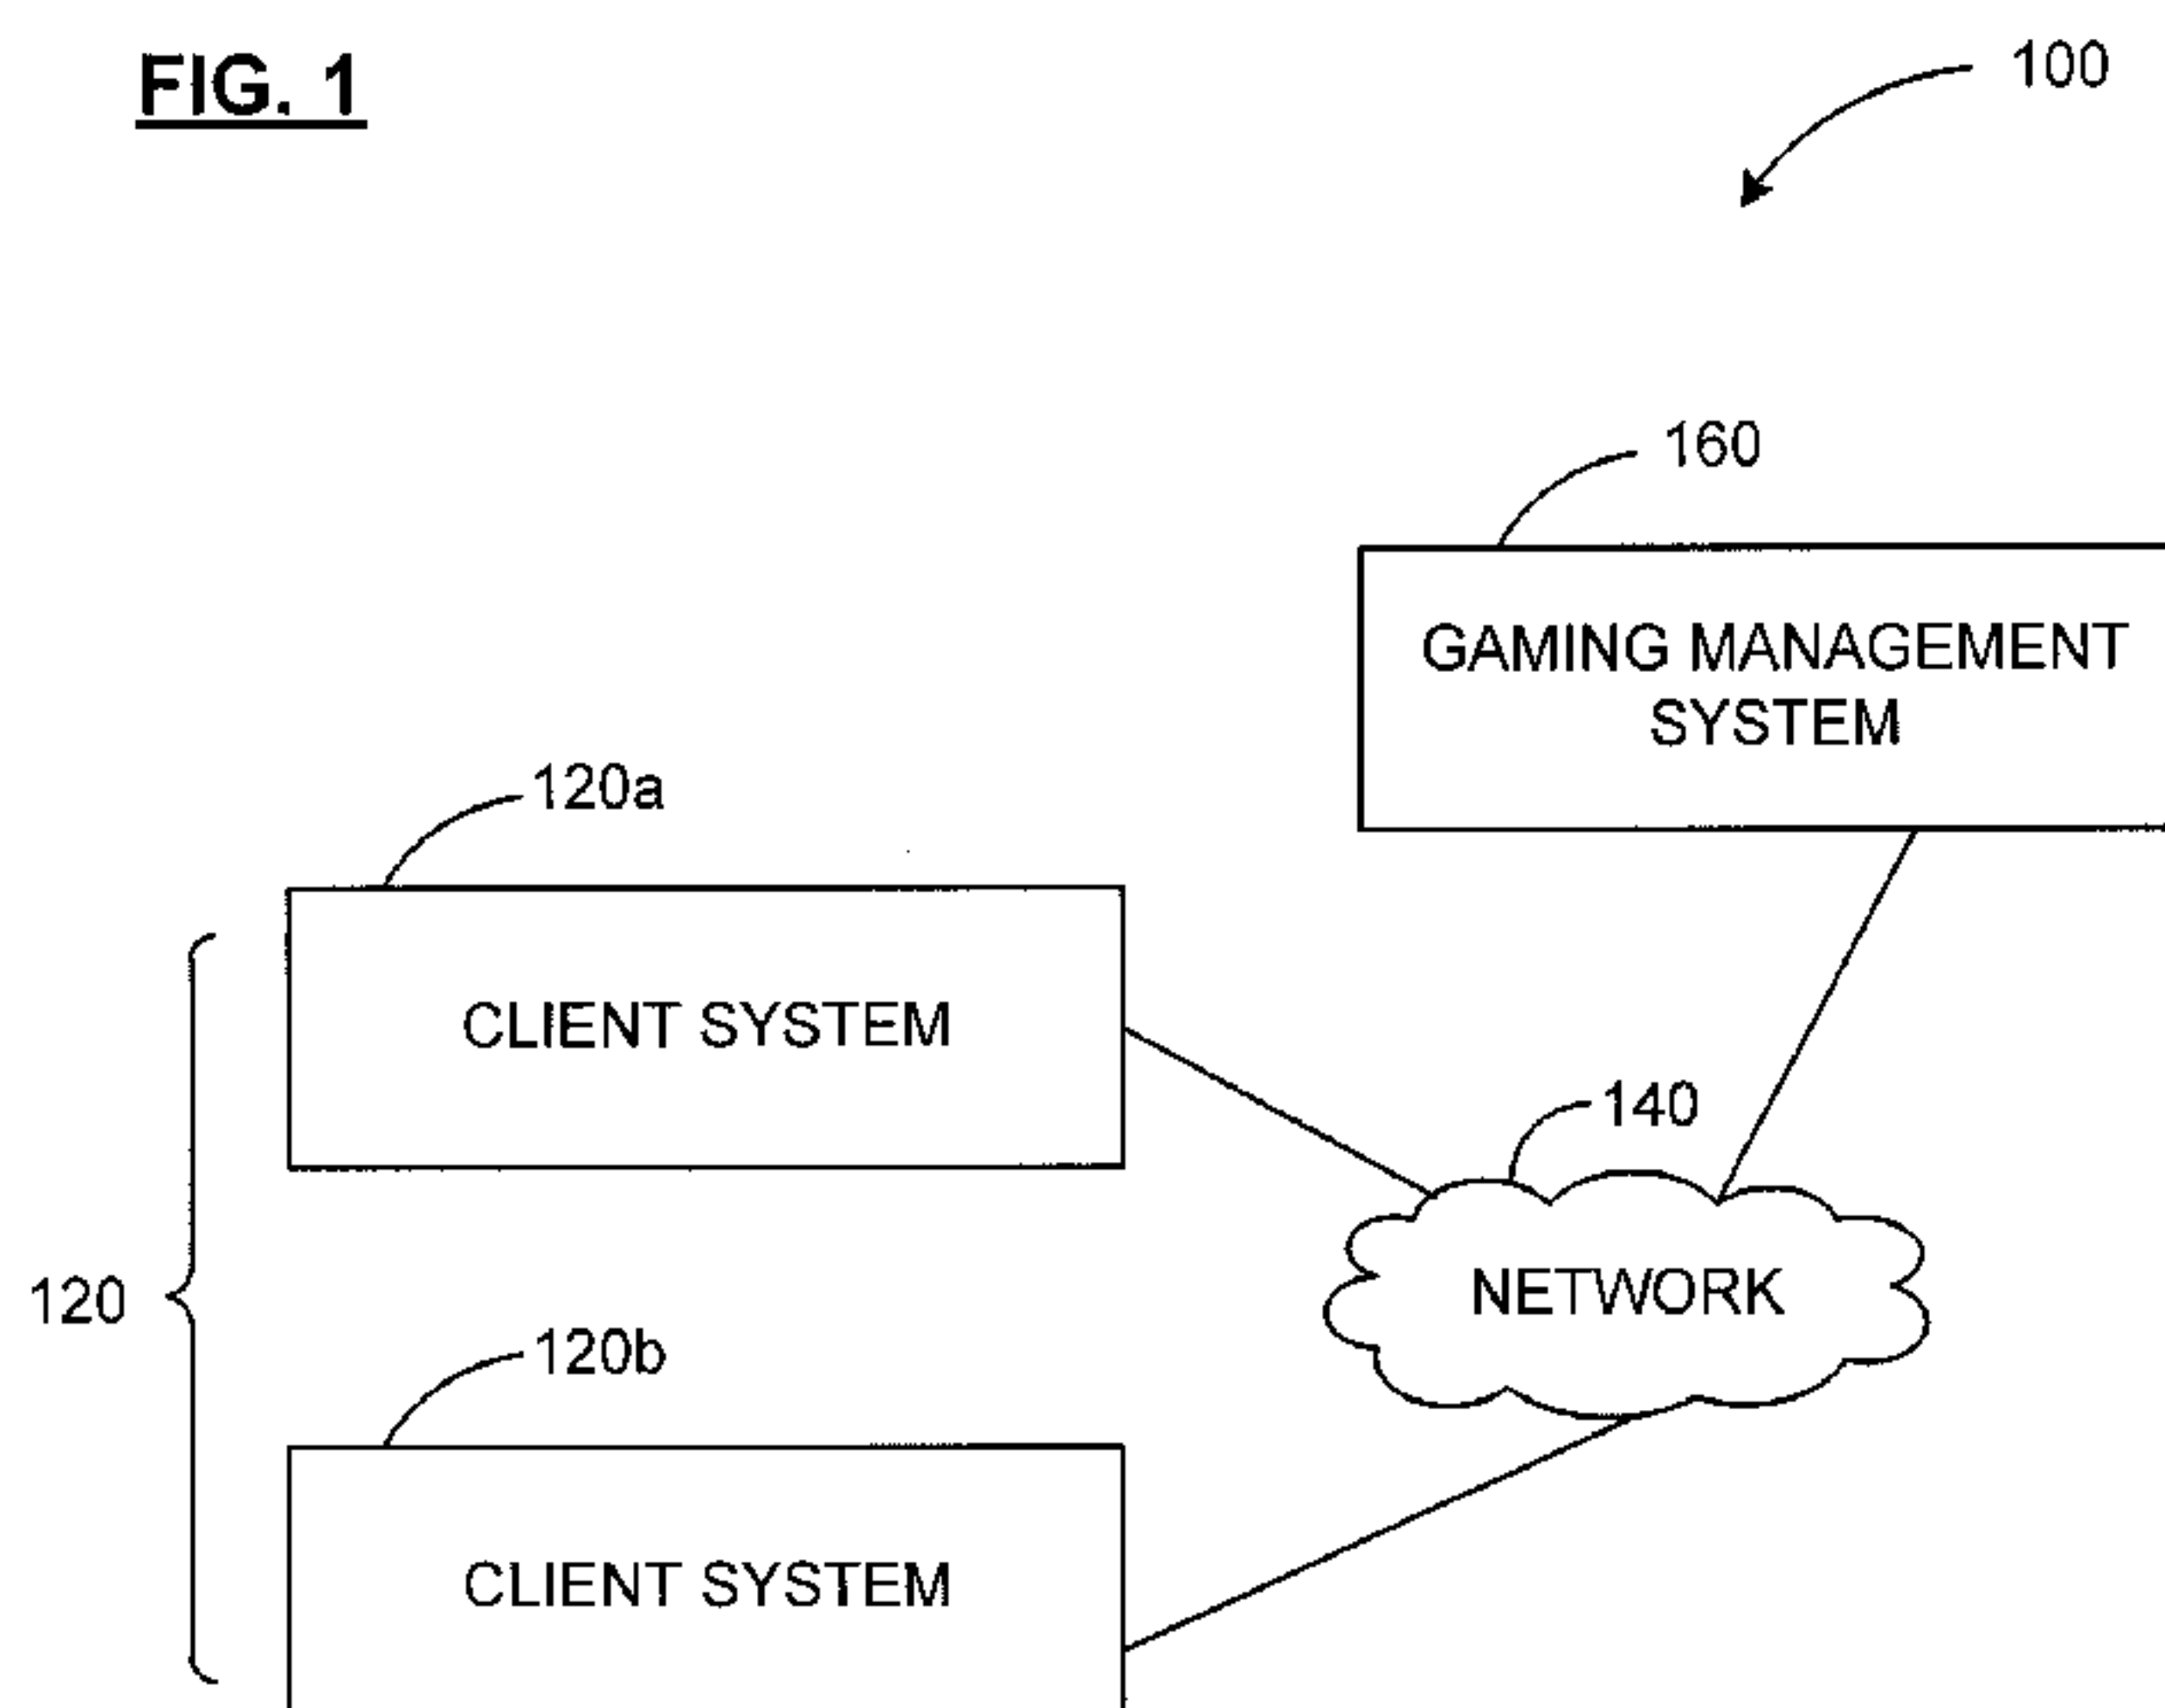 FIG. 1
100
160
GAMING MANAGEMENT
SYSTEM
120a
CLIENT SYSTEM
140
NETWORK
120
120b
CLIENT SYSTEM